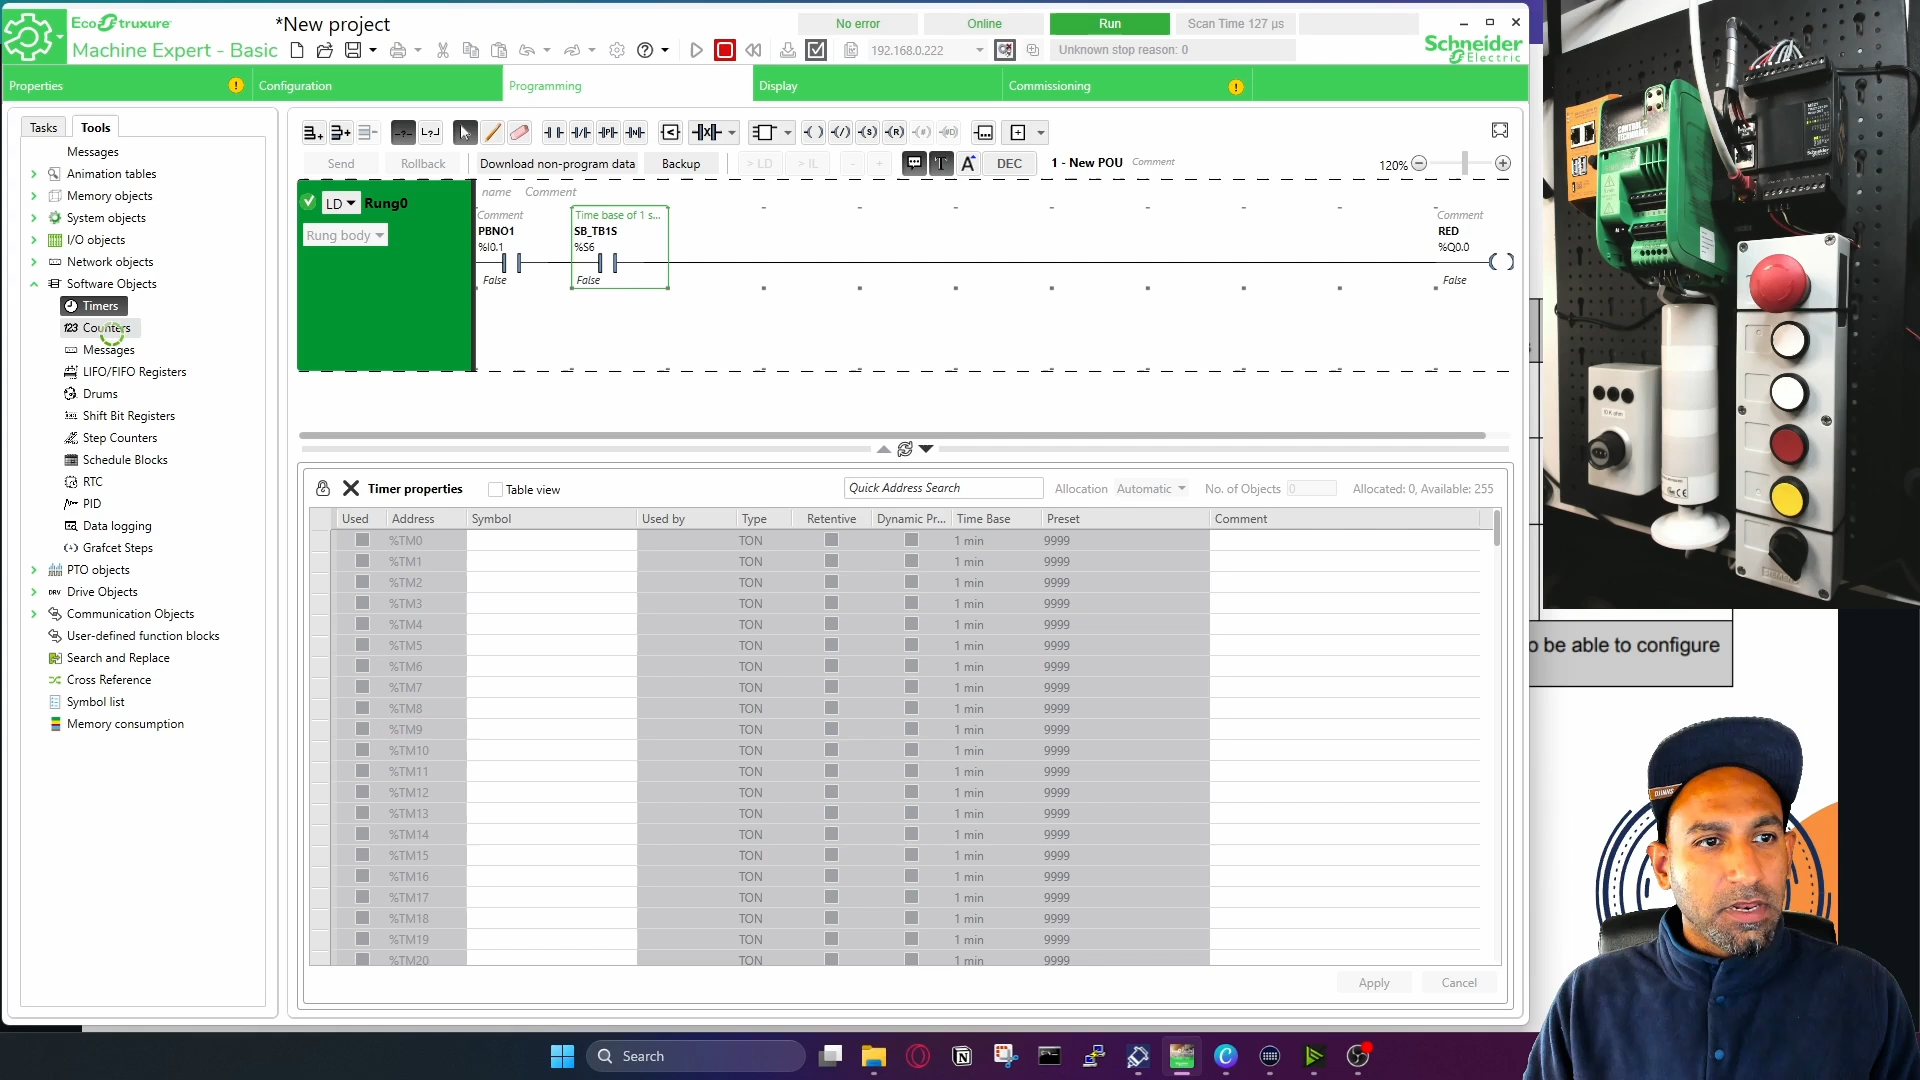 EcoStruxure
Machine Expert - Basic
*New project
No error
Online
Run
Scan Time 127 µs
192.168.0.222
Unknown stop reason: 0
Schneider
Electric
Properties
Configuration
Programming
Display
Commissioning
Tasks
Tools
Messages
Animation tables
Memory objects
System objects
I/O objects
Network objects
Software Objects
Timers
123 Counters
Messages
LIFO/FIFO Registers
Drums
Shift Bit Registers
Step Counters
Schedule Blocks
RTC
PID
Data logging
Grafcet Steps
PTO objects
DRV Drive Objects
Communication Objects
User-defined function blocks
Search and Replace
Cross Reference
Symbol list
Memory consumption
Send
Rollback
Download non-program data
Backup
> LD
> IL
DEC
1 - New POU
Comment
120%
LD
Rung0
Rung body
name
Comment
Comment
PBNO1
%I0.1
False
Time base of 1 s...
SB_TB1S
%S6
False
Comment
RED
%Q0.0
False
Timer properties
Table view
Quick Address Search
Allocation
Automatic
No. of Objects
0
Allocated: 0, Available: 255
Used Address Symbol Used by Type Retentive Dynamic Pr... Time Base Preset Comment
%TM0 TON 1 min 9999
%TM1 TON 1 min 9999
%TM2 TON 1 min 9999
%TM3 TON 1 min 9999
%TM4 TON 1 min 9999
%TM5 TON 1 min 9999
%TM6 TON 1 min 9999
%TM7 TON 1 min 9999
%TM8 TON 1 min 9999
%TM9 TON 1 min 9999
%TM10 TON 1 min 9999
%TM11 TON 1 min 9999
%TM12 TON 1 min 9999
%TM13 TON 1 min 9999
%TM14 TON 1 min 9999
%TM15 TON 1 min 9999
%TM16 TON 1 min 9999
%TM17 TON 1 min 9999
%TM18 TON 1 min 9999
%TM19 TON 1 min 9999
%TM20 TON 1 min 9999
Apply
Cancel
o be able to configure
Search